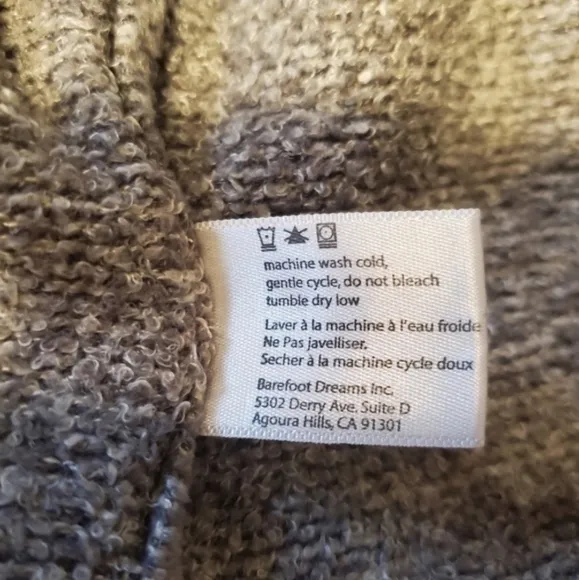 machine wash cold,
gentle cycle, do not bleach
tumble dry low
Laver à la machine à l'eau froide
Ne Pas javelliser.
Secher à la machine cycle doux
Barefoot Dreams Inc.
5302 Derry Ave. Suite D
Agoura Hills, CA 91301